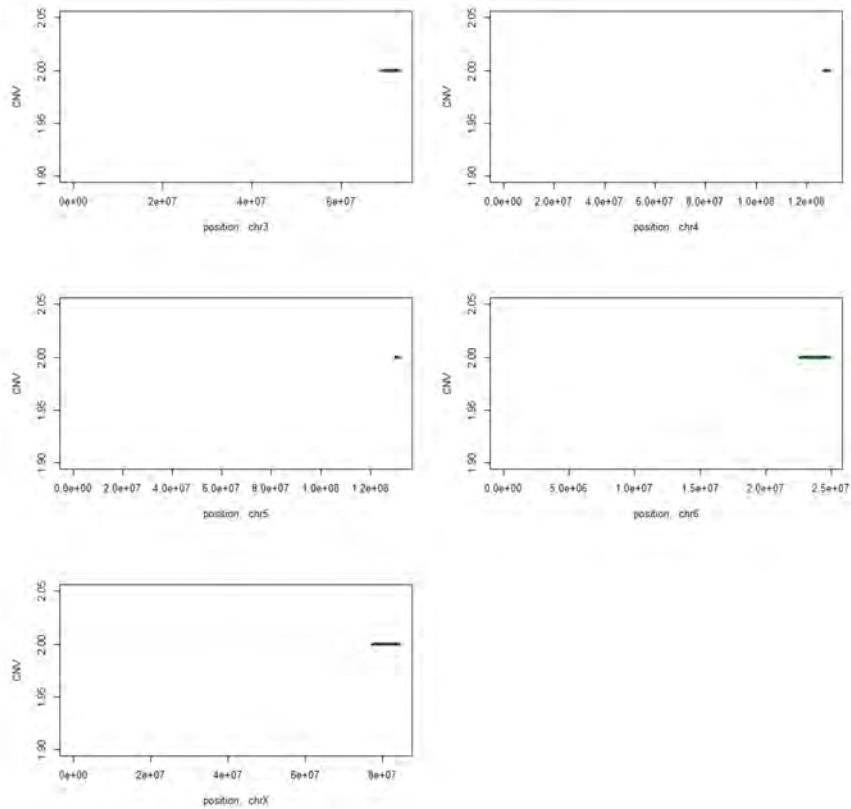 2.05
2.00
1.95
1.90
CNV
0e+00 2e+07 4e+07 6e+07
position: chr3
2.05
2.00
1.95
1.90
CNV
0.0e+00 2.0e+07 4.0e+07 6.0e+07 8.0e+07 1.0e+08 1.2e+08
position: chr4
2.05
2.00
1.95
1.90
CNV
0.0e+00 2.0e+07 4.0e+07 6.0e+07 8.0e+07 1.0e+08 1.2e+08
position: chr5
2.05
2.00
1.95
1.90
CNV
0.0e+00 5.0e+06 1.0e+07 1.5e+07 2.0e+07 2.5e+07
position: chr6
2.05
2.00
1.95
1.90
CNV
0e+00 2e+07 4e+07 6e+07 8e+07
position: chrX